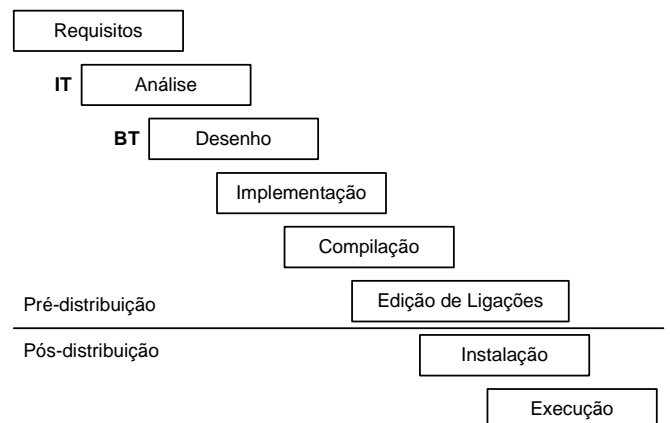 Requisitos
IT Análise
BT Desenho
Implementação
Compilação
Pré-distribuição Edição de Ligações
Pós-distribuição Instalação
Execução